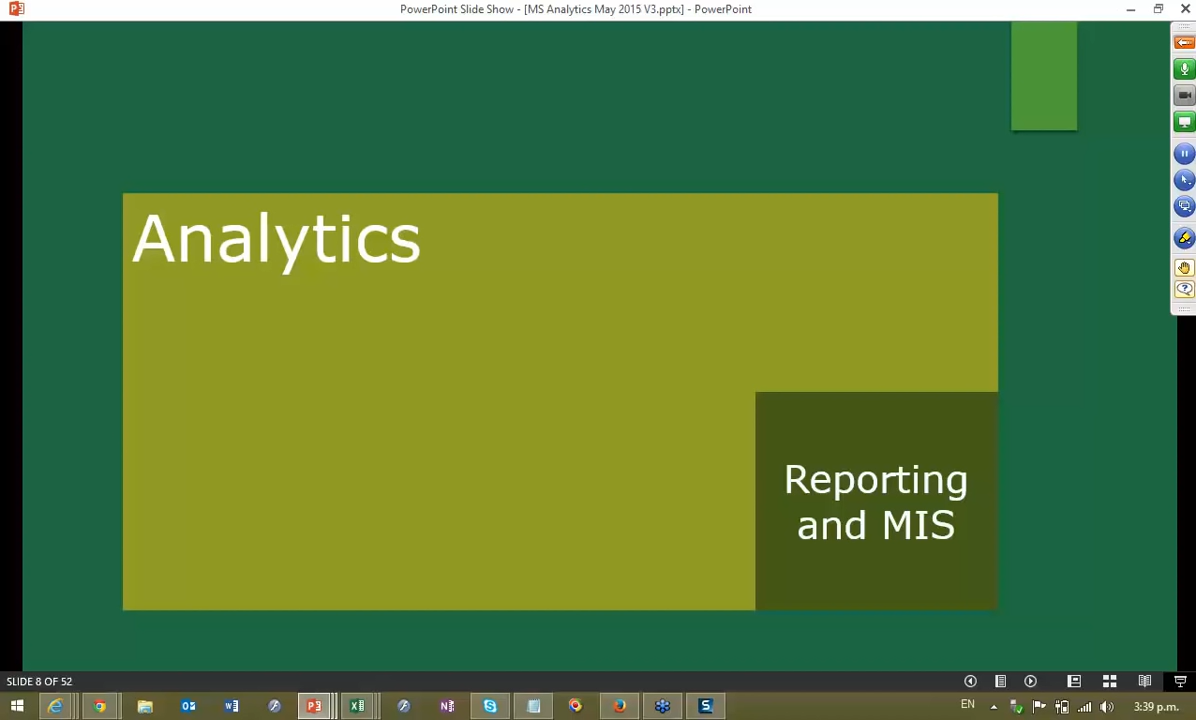 PowerPoint Slide Show - [MS Analytics May 2015 V3.pptx] - PowerPoint
Analytics
Reporting
and MIS
SLIDE 8 OF 52
EN
3:39 p.m.